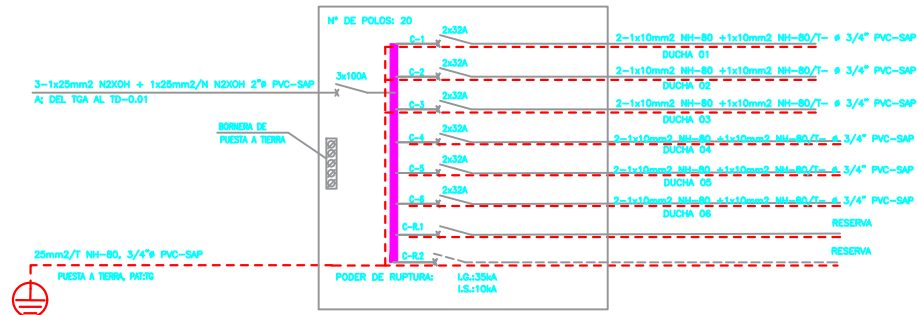 N° DE POLOS: 20
C-1 2x32A 2-1x10mm2 NH-80 +1x10mm2 NH-80/T- ø 3/4" PVC-SAP
DUCHA 01
C-2 2x32A 2-1x10mm2 NH-80 +1x10mm2 NH-80/T- ø 3/4" PVC-SAP
DUCHA 02
3-1x25mm2 N2XOH + 1x25mm2/N N2XOH 2"ø PVC-SAP 3x100A
A: DEL TGA AL TD-0.01
C-3 2x32A 2-1x10mm2 NH-80 +1x10mm2 NH-80/T- ø 3/4" PVC-SAP
DUCHA 03
BORNERA DE
PUESTA A TIERRA
C-4 2x32A 2-1x10mm2 NH-80 +1x10mm2 NH-80/T- ø 3/4" PVC-SAP
DUCHA 04
C-5 2x32A 2-1x10mm2 NH-80 +1x10mm2 NH-80/T- ø 3/4" PVC-SAP
DUCHA 05
C-6 2x32A 2-1x10mm2 NH-80 +1x10mm2 NH-80/T- ø 3/4" PVC-SAP
DUCHA 06
C-R.1 RESERVA
C-R.2 RESERVA
25mm2/T NH-80, 3/4"ø PVC-SAP
PUESTA A TIERRA, PAT:TG
PODER DE RUPTURA: I.G.:35kA
I.S.:10kA